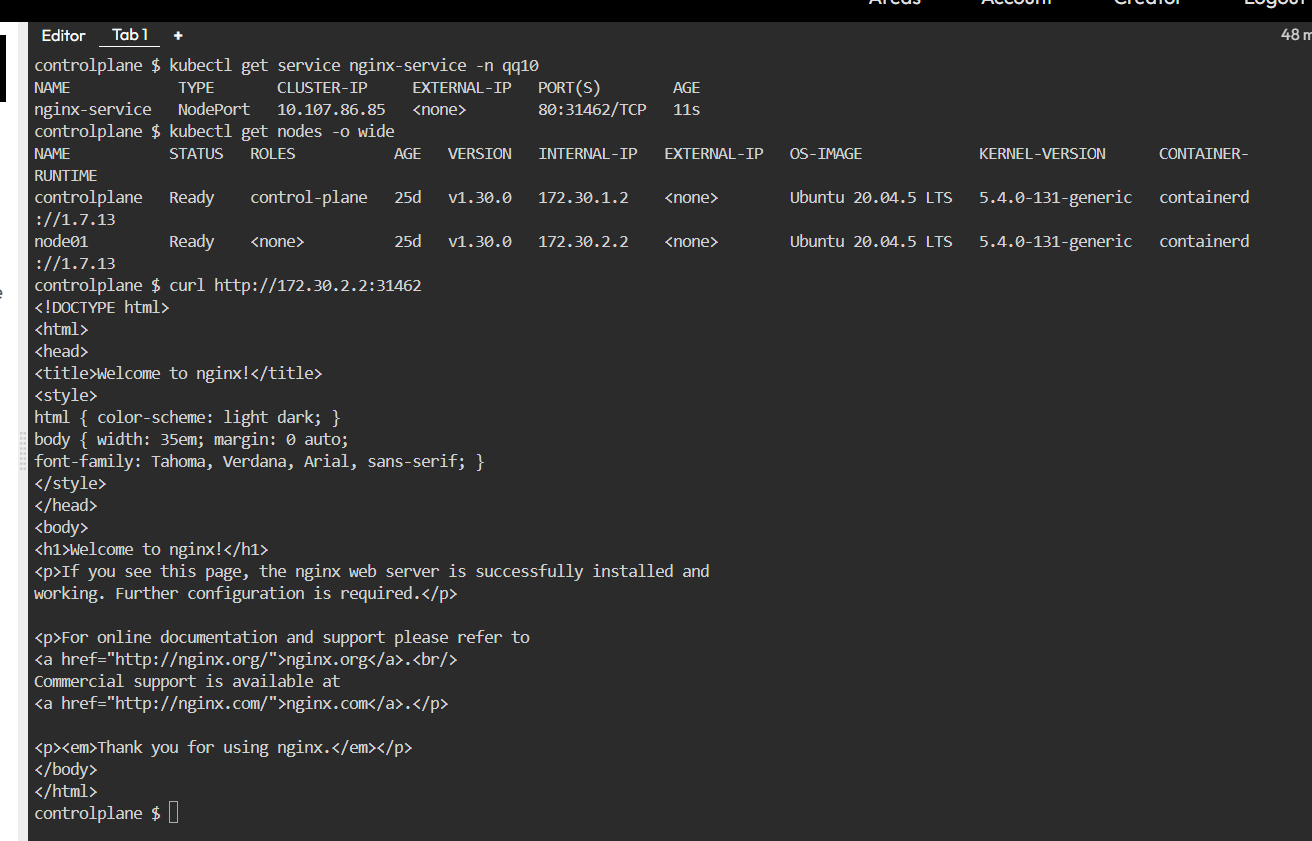 Areas Account Creator Logout
Editor Tab 1 + 48 m
controlplane $ kubectl get service nginx-service -n qq10
NAME TYPE CLUSTER-IP EXTERNAL-IP PORT(S) AGE
nginx-service NodePort 10.107.86.85 <none> 80:31462/TCP 11s
controlplane $ kubectl get nodes -o wide
NAME STATUS ROLES AGE VERSION INTERNAL-IP EXTERNAL-IP OS-IMAGE KERNEL-VERSION CONTAINER-
RUNTIME
controlplane Ready control-plane 25d v1.30.0 172.30.1.2 <none> Ubuntu 20.04.5 LTS 5.4.0-131-generic containerd
://1.7.13
node01 Ready <none> 25d v1.30.0 172.30.2.2 <none> Ubuntu 20.04.5 LTS 5.4.0-131-generic containerd
://1.7.13
controlplane $ curl http://172.30.2.2:31462
<!DOCTYPE html>
<html>
<head>
<title>Welcome to nginx!</title>
<style>
html { color-scheme: light dark; }
body { width: 35em; margin: 0 auto;
font-family: Tahoma, Verdana, Arial, sans-serif; }
</style>
</head>
<body>
<h1>Welcome to nginx!</h1>
<p>If you see this page, the nginx web server is successfully installed and
working. Further configuration is required.</p>

<p>For online documentation and support please refer to
<a href="http://nginx.org/">nginx.org</a>.<br/>
Commercial support is available at
<a href="http://nginx.com/">nginx.com</a>.</p>

<p><em>Thank you for using nginx.</em></p>
</body>
</html>
controlplane $